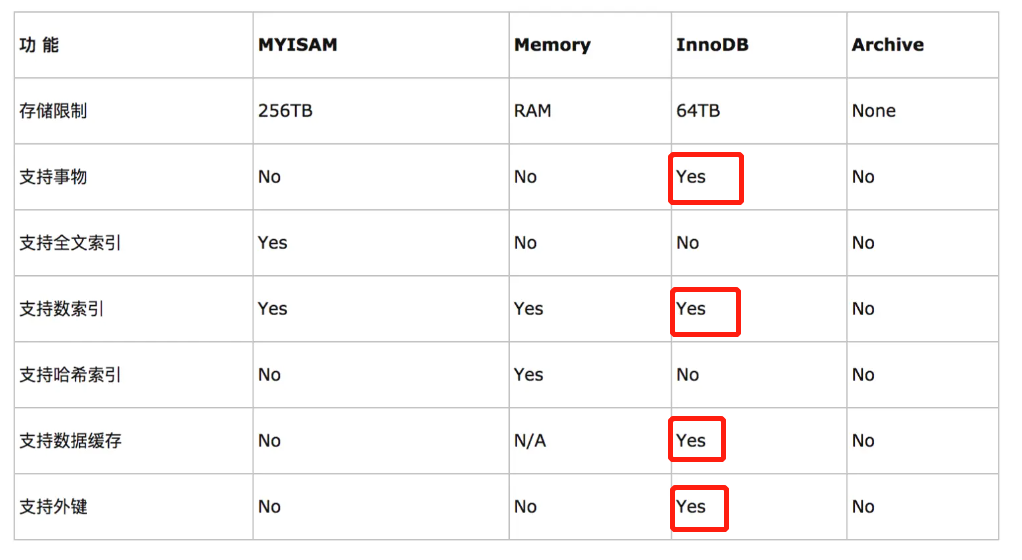 功 能 MYISAM Memory InnoDB Archive
存储限制 256TB RAM 64TB None
支持事物 No No Yes No
支持全文索引 Yes No No No
支持数索引 Yes Yes Yes No
支持哈希索引 No Yes No No
支持数据缓存 No N/A Yes No
支持外键 No No Yes No